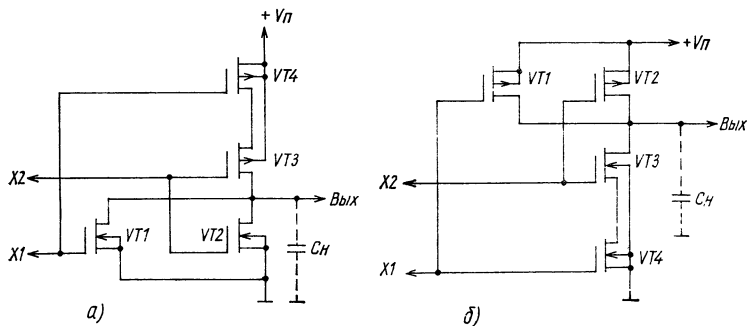 + Vп
VT4
VT3
X2
Вых
VT1
VT2
Cн
X1
а)
+Vп
VT1
VT2
Вых
VT3
X2
Cн
X1
VT4
б)